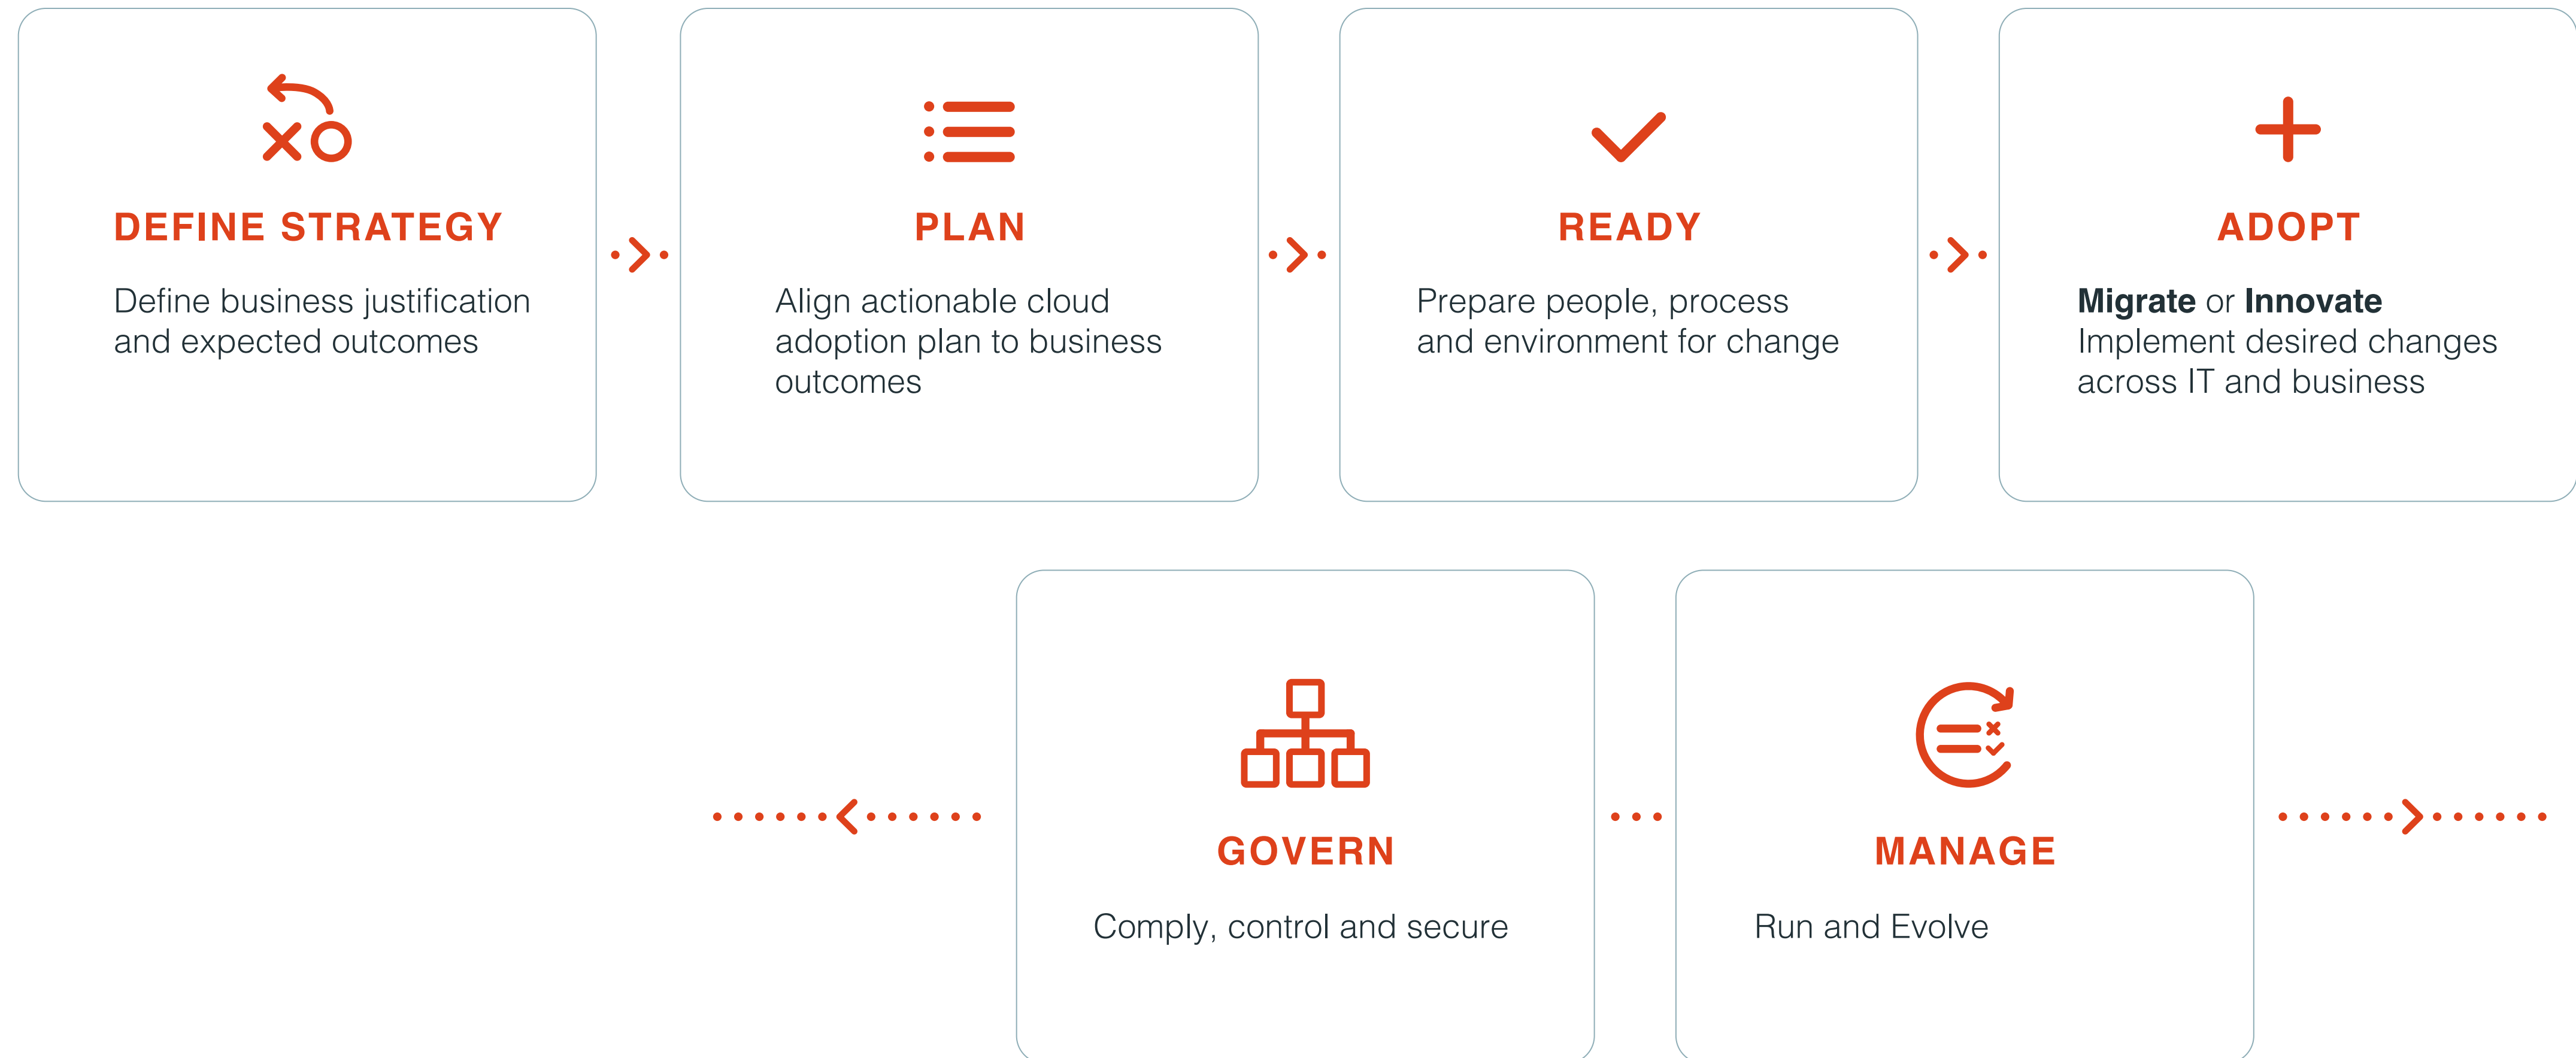 DEFINE STRATEGY
Define business justification
and expected outcomes
PLAN
Align actionable cloud
adoption plan to business
outcomes
READY
Prepare people, process
and environment for change
ADOPT
Migrate or Innovate
Implement desired changes
across IT and business
GOVERN
Comply, control and secure
MANAGE
Run and Evolve